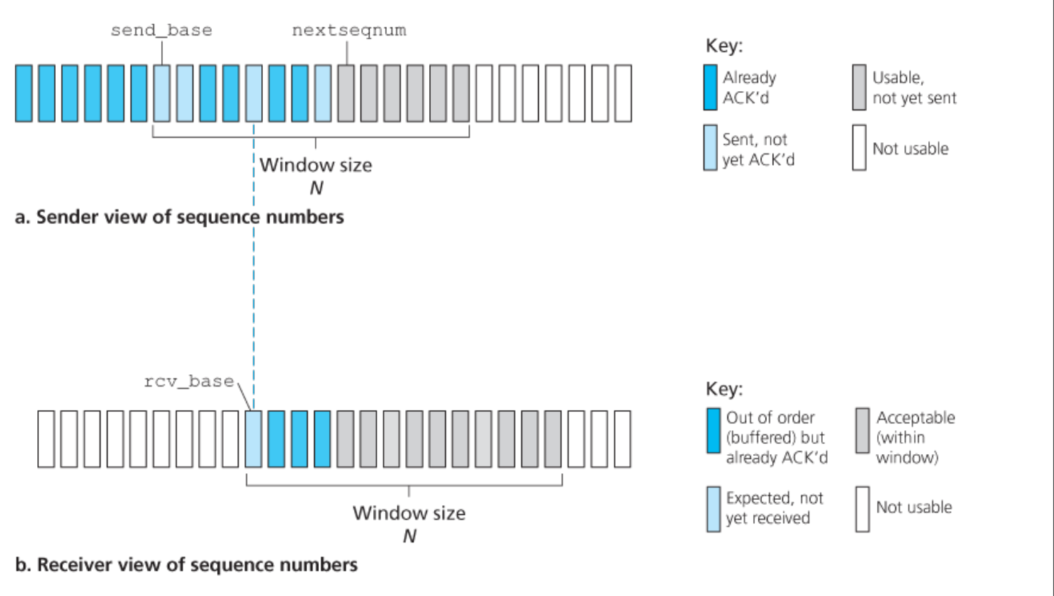 send_base
nextseqnum
Key:
Already
ACK'd
Usable,
not yet sent
Sent, not
yet ACK'd
Not usable
Window size
N
a. Sender view of sequence numbers
rcv_base
Key:
Out of order
(buffered) but
already ACK'd
Acceptable
(within
window)
Expected, not
yet received
Not usable
Window size
N
b. Receiver view of sequence numbers